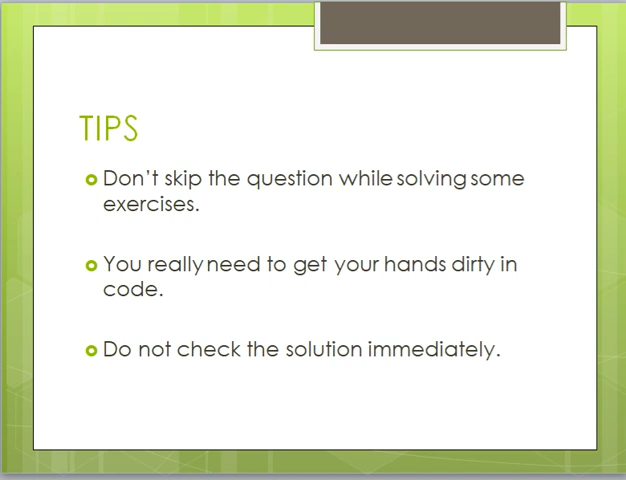 TIPS
Don't skip the question while solving some
exercises.
You really need to get your hands dirty in
code.
Do not check the solution immediately.